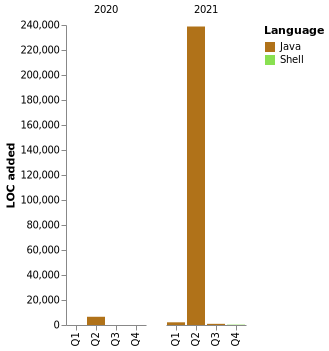 2020 2021
Language
Java
Shell
LOC added
240,000
220,000
200,000
180,000
160,000
140,000
120,000
100,000
80,000
60,000
40,000
20,000
0
Q1 Q2 Q3 Q4 Q1 Q2 Q3 Q4